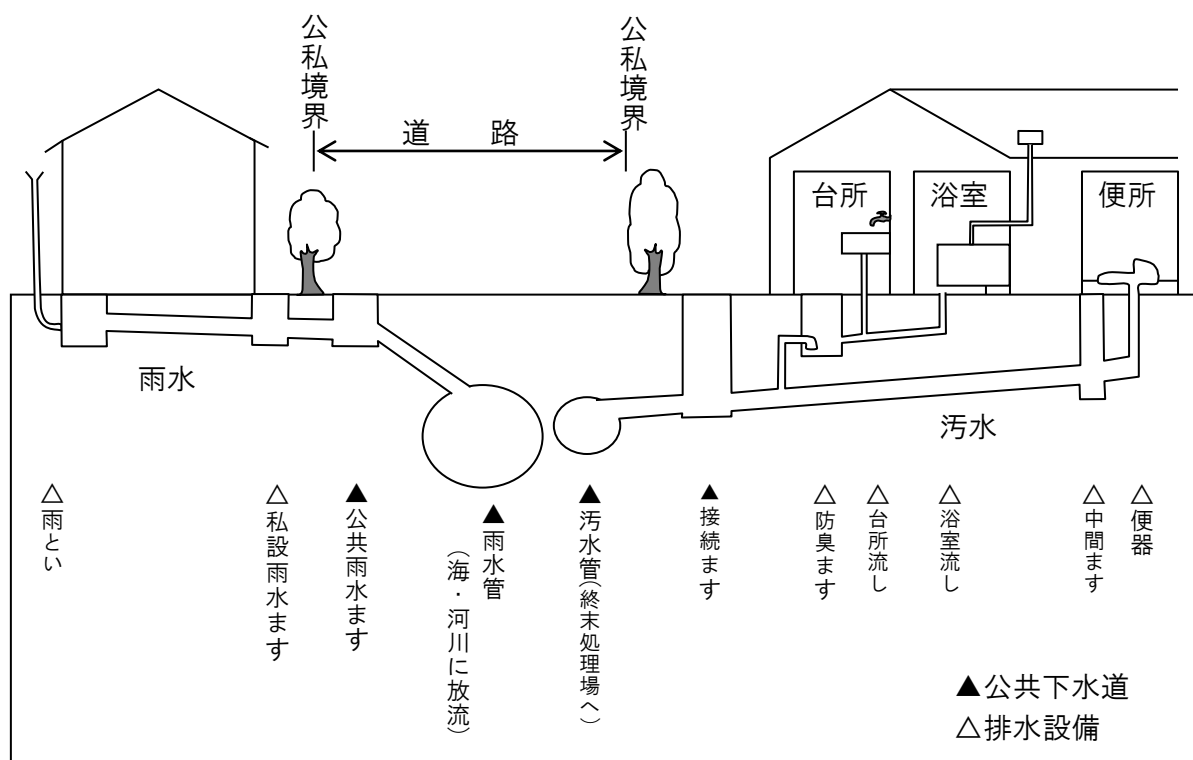 公私境界
公私境界
道　路
台所
浴室
便所
雨水
汚水
△雨とい
△私設雨水ます
▲公共雨水ます
▲雨水管
（海・河川に放流）
▲汚水管（終末処理場へ）
▲接続ます
△防臭ます
△台所流し
△浴室流し
△中間ます
△便器
▲公共下水道
△排水設備